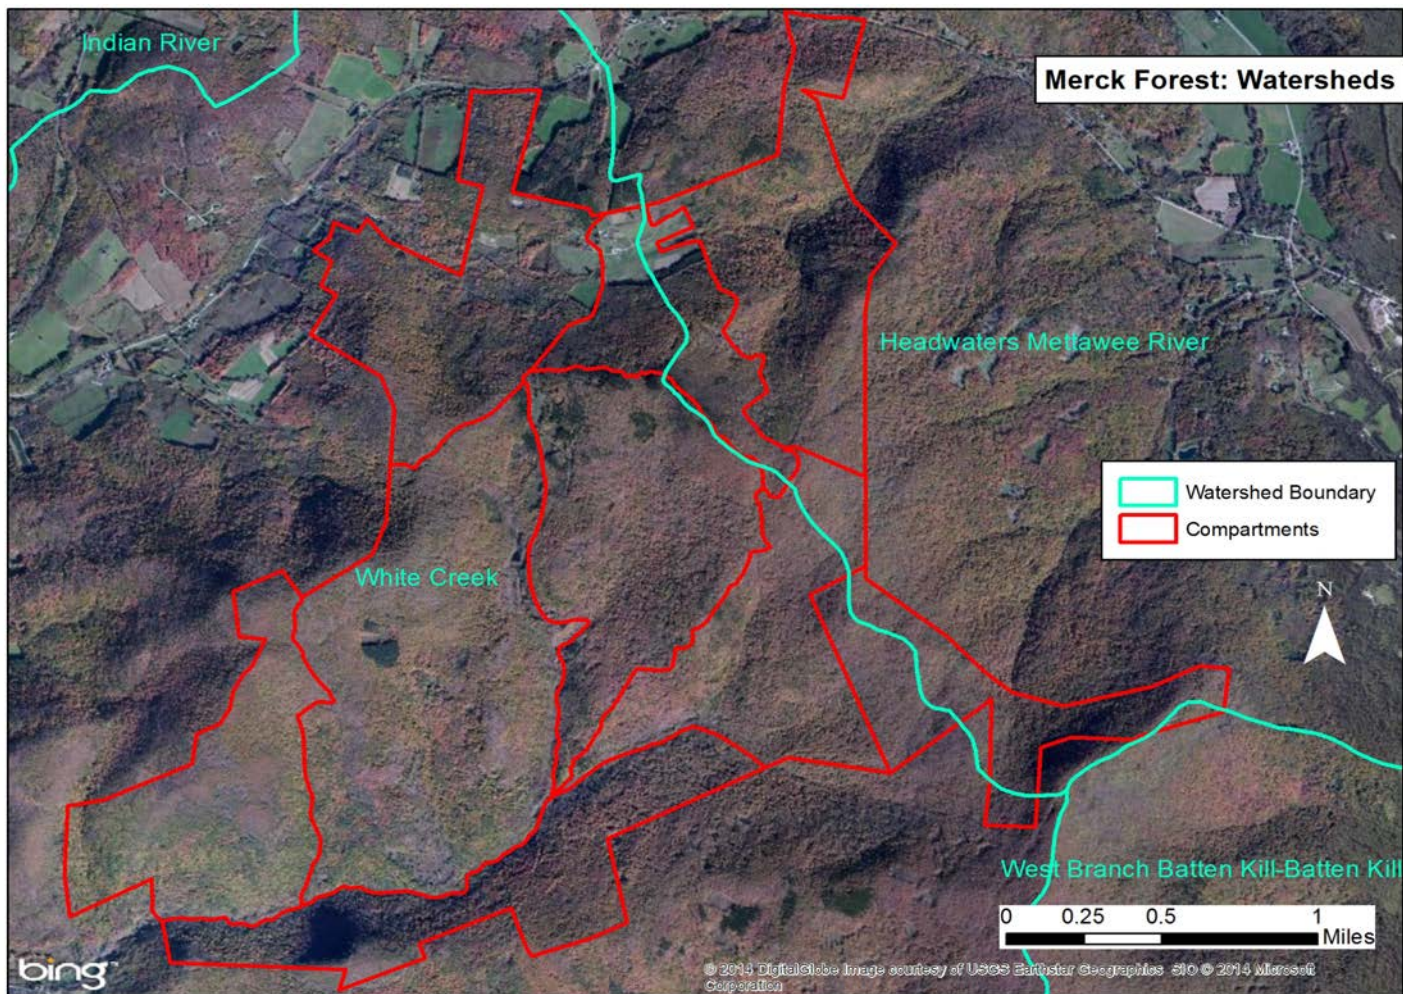 Indian River
Merck Forest: Watersheds
Headwaters Mettawee River
Watershed Boundary
Compartments
White Creek
N
West Branch Batten Kill-Batten Kill
0 0.25 0.5 1
Miles
bing™
© 2014 DigitalGlobe Image courtesy of USGS Earthstar Geographics SIO © 2014 Microsoft
Corporation